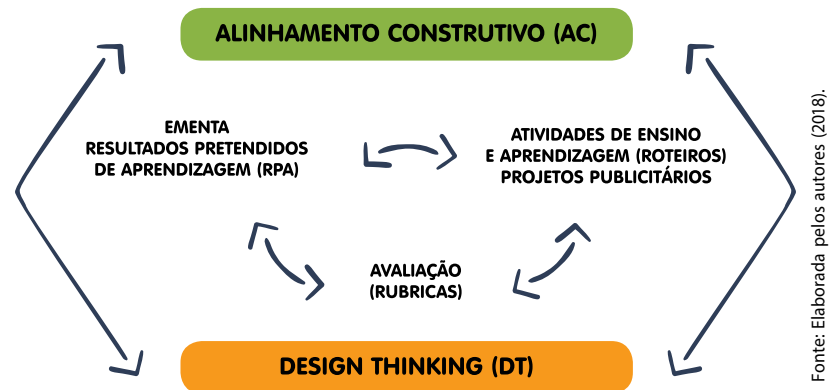 ALINHAMENTO CONSTRUTIVO (AC)
EMENTA
RESULTADOS PRETENDIDOS
DE APRENDIZAGEM (RPA)
ATIVIDADES DE ENSINO
E APRENDIZAGEM (ROTEIROS)
PROJETOS PUBLICITÁRIOS
AVALIAÇÃO
(RUBRICAS)
DESIGN THINKING (DT)
Fonte: Elaborada pelos autores (2018).